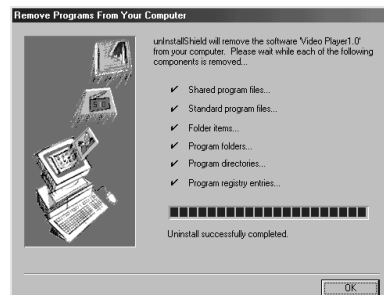 Remove Programs From Your Computer
unInstallShield will remove the software 'Video Player1.0'
from your computer. Please wait while each of the following
components is removed...
✔ Shared program files...
✔ Standard program files...
✔ Folder items...
✔ Program folders...
✔ Program directories...
✔ Program registry entries...
Uninstall successfully completed.
OK